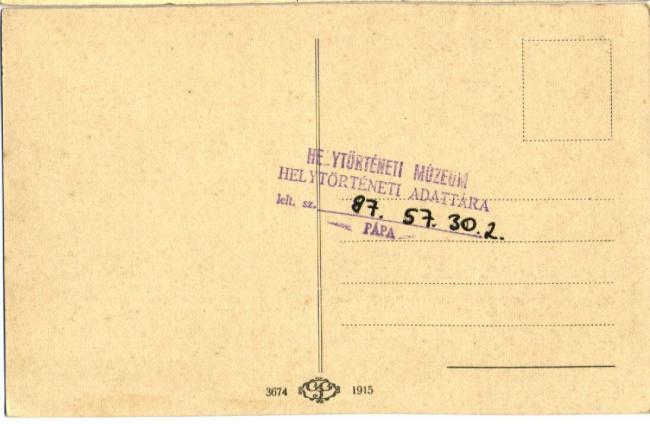 HELYTÖRTÉNETI MÚZEUM
HELYTÖRTÉNETI ADATTÁRA
lelt. sz. 87. 57. 30.2.
PÁPA
3674 1915